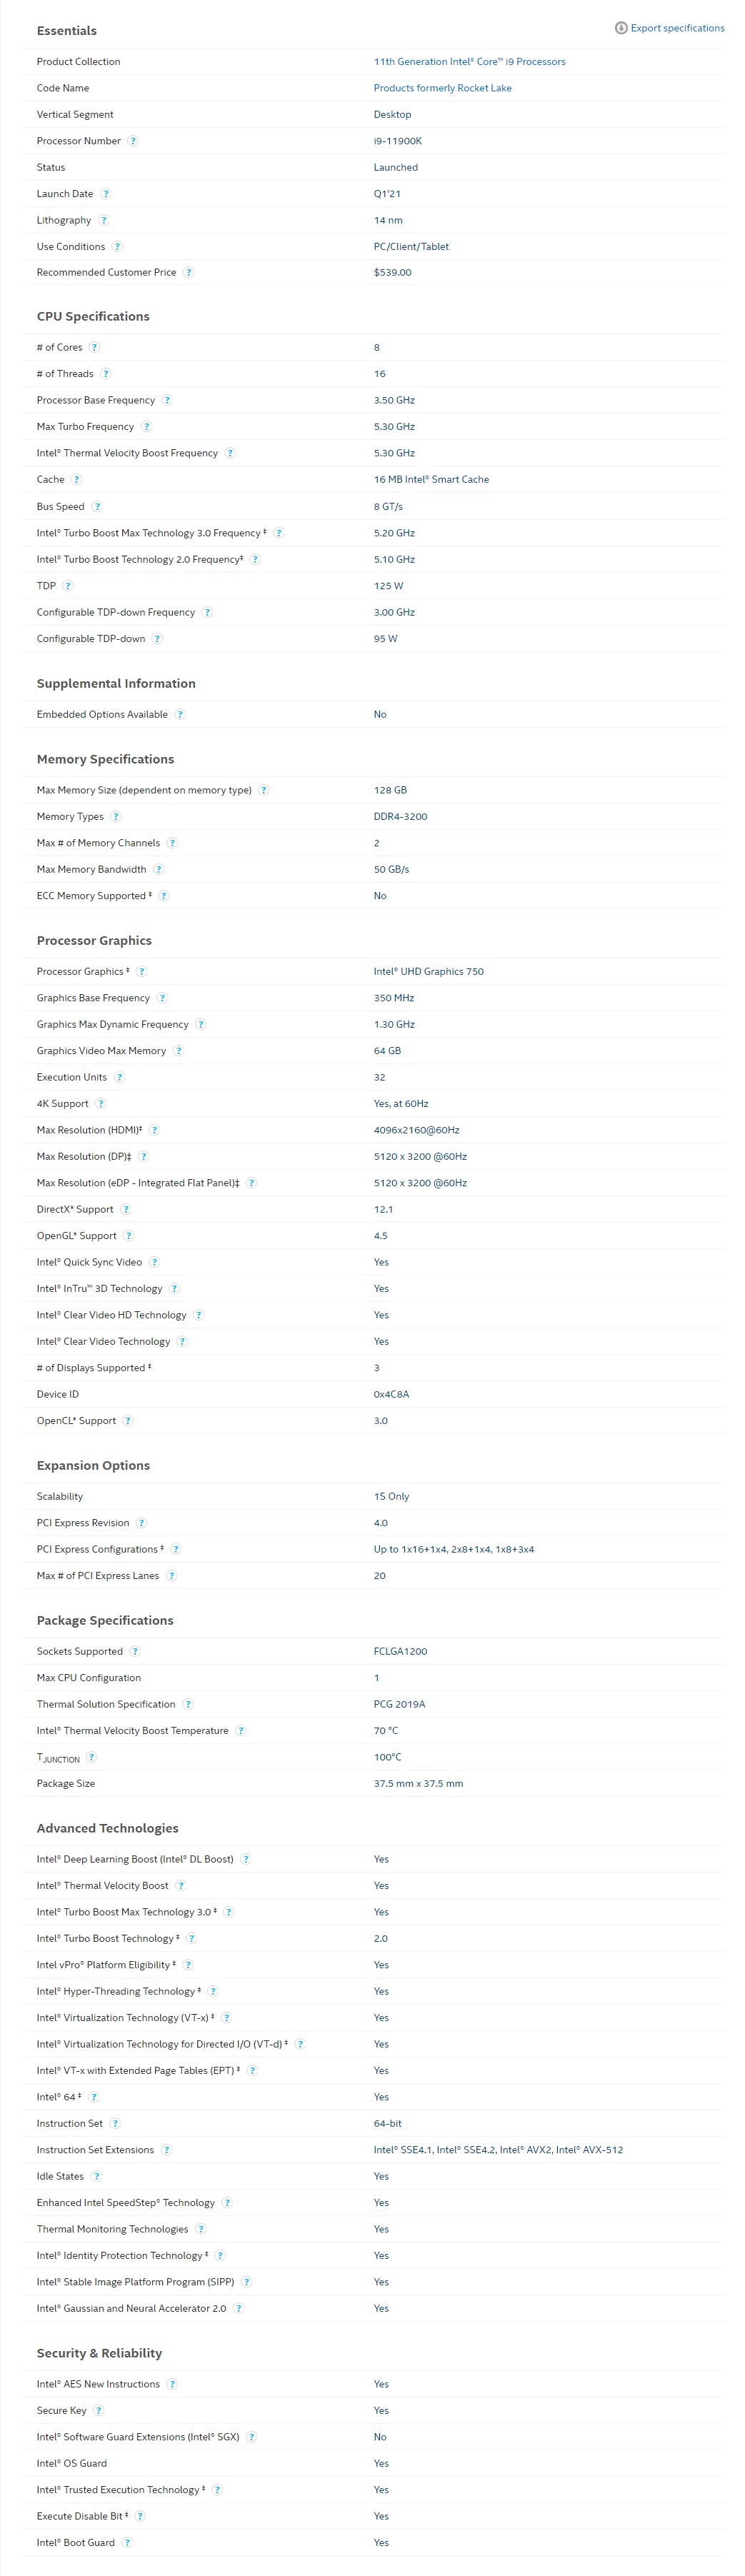 Essentials
Export specifications
Product Collection ? 11th Generation Intel® Core™ i9 Processors
Code Name Products formerly Rocket Lake
Vertical Segment Desktop
Processor Number ? i9-11900K
Status Launched
Launch Date ? Q1'21
Lithography ? 14 nm
Use Conditions ? PC/Client/Tablet
Recommended Customer Price ? $539.00
CPU Specifications
# of Cores ? 8
# of Threads ? 16
Processor Base Frequency ? 3.50 GHz
Max Turbo Frequency ? 5.30 GHz
Intel® Thermal Velocity Boost Frequency ? 5.30 GHz
Cache ? 16 MB Intel® Smart Cache
Bus Speed ? 8 GT/s
Intel® Turbo Boost Max Technology 3.0 Frequency ‡ ? 5.20 GHz
Intel® Turbo Boost Technology 2.0 Frequency‡ ? 5.10 GHz
TDP ? 125 W
Configurable TDP-down Frequency ? 3.00 GHz
Configurable TDP-down ? 95 W
Supplemental Information
Embedded Options Available ? No
Memory Specifications
Max Memory Size (dependent on memory type) ? 128 GB
Memory Types ? DDR4-3200
Max # of Memory Channels ? 2
Max Memory Bandwidth ? 50 GB/s
ECC Memory Supported ‡ ? No
Processor Graphics
Processor Graphics ‡ ? Intel® UHD Graphics 750
Graphics Base Frequency ? 350 MHz
Graphics Max Dynamic Frequency ? 1.30 GHz
Graphics Video Max Memory ? 64 GB
Execution Units ? 32
4K Support ? Yes, at 60Hz
Max Resolution (HDMI)‡ ? 4096x2160@60Hz
Max Resolution (DP)‡ ? 5120 x 3200 @60Hz
Max Resolution (eDP - Integrated Flat Panel)‡ ? 5120 x 3200 @60Hz
DirectX* Support ? 12.1
OpenGL* Support ? 4.5
Intel® Quick Sync Video ? Yes
Intel® InTru™ 3D Technology ? Yes
Intel® Clear Video HD Technology ? Yes
Intel® Clear Video Technology ? Yes
# of Displays Supported ‡ 3
Device ID 0x4C8A
OpenCL* Support ? 3.0
Expansion Options
Scalability 1S Only
PCI Express Revision ? 4.0
PCI Express Configurations ‡ ? Up to 1x16+1x4, 2x8+1x4, 1x8+3x4
Max # of PCI Express Lanes ? 20
Package Specifications
Sockets Supported ? FCLGA1200
Max CPU Configuration 1
Thermal Solution Specification ? PCG 2019A
Intel® Thermal Velocity Boost Temperature ? 70 °C
TJUNCTION ? 100°C
Package Size 37.5 mm x 37.5 mm
Advanced Technologies
Intel® Deep Learning Boost (Intel® DL Boost) ? Yes
Intel® Thermal Velocity Boost ? Yes
Intel® Turbo Boost Max Technology 3.0 ‡ ? Yes
Intel® Turbo Boost Technology ‡ ? 2.0
Intel vPro® Platform Eligibility ‡ ? Yes
Intel® Hyper-Threading Technology ‡ ? Yes
Intel® Virtualization Technology (VT-x) ‡ ? Yes
Intel® Virtualization Technology for Directed I/O (VT-d) ‡ ? Yes
Intel® VT-x with Extended Page Tables (EPT) ‡ ? Yes
Intel® 64 ‡ ? Yes
Instruction Set ? 64-bit
Instruction Set Extensions ? Intel® SSE4.1, Intel® SSE4.2, Intel® AVX2, Intel® AVX-512
Idle States ? Yes
Enhanced Intel SpeedStep® Technology ? Yes
Thermal Monitoring Technologies ? Yes
Intel® Identity Protection Technology ‡ ? Yes
Intel® Stable Image Platform Program (SIPP) ? Yes
Intel® Gaussian and Neural Accelerator 2.0 ? Yes
Security & Reliability
Intel® AES New Instructions ? Yes
Secure Key ? Yes
Intel® Software Guard Extensions (Intel® SGX) ? No
Intel® OS Guard Yes
Intel® Trusted Execution Technology ‡ ? Yes
Execute Disable Bit ‡ ? Yes
Intel® Boot Guard ? Yes